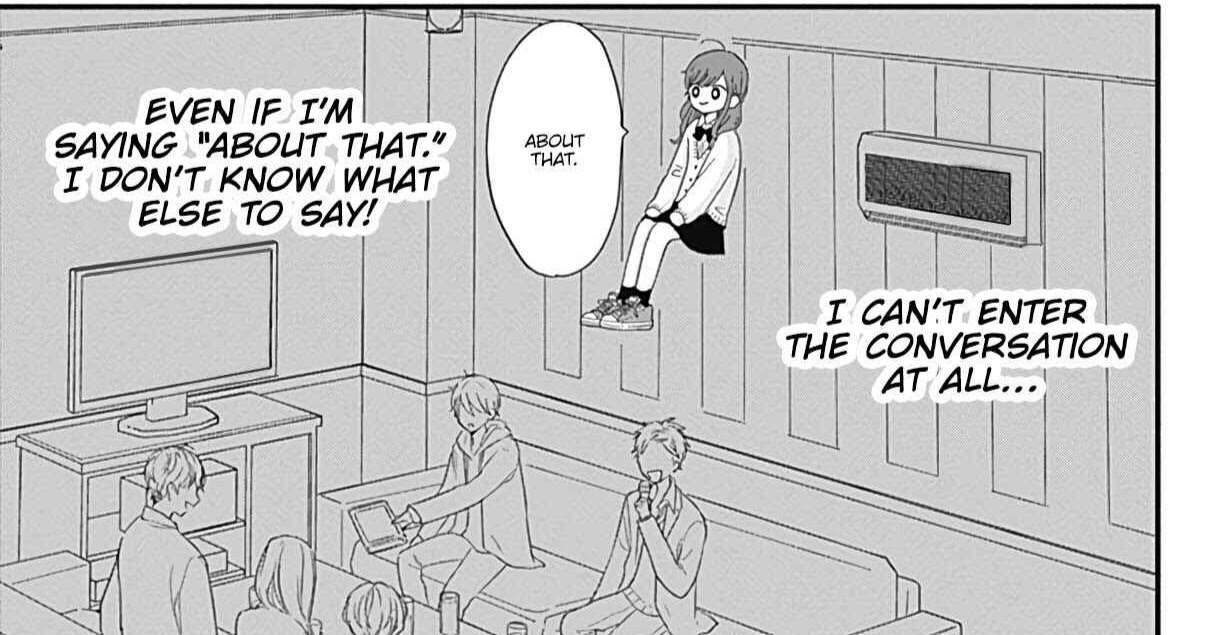 EVEN IF I'M
SAYING "ABOUT THAT."
I DON'T KNOW WHAT
ELSE TO SAY!
ABOUT
THAT.
I CAN'T ENTER
THE CONVERSATION
AT ALL...